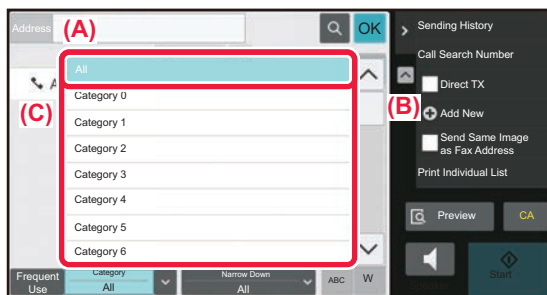 Address
(A)
OK
Sending History
Call Search Number
All
Direct TX
A
(C)
(B)
Category 0
Add New
Category 1
Category 2
Send Same Image
as Fax Address
Category 3
Print Individual List
Category 4
Category 5
Preview
CA
Category 6
Frequent
Use
Category
All
Narrow Down
All
ABC
W
Speaker
Start